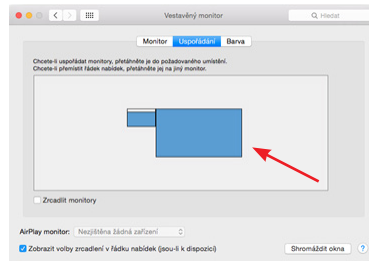 Vestavěný monitor
Hledat
Monitor Uspořádání Barva
Chcete-li uspořádat monitory, přetáhněte je do požadovaného umístění.
Chcete-li přemístit řádek nabídek, přetáhněte jej na jiný monitor.
Zrcadlit monitory
AirPlay monitor: Nezjištěna žádná zařízení
Zobrazit volby zrcadlení v řádku nabídek (jsou-li k dispozici)
Shromáždit okna ?